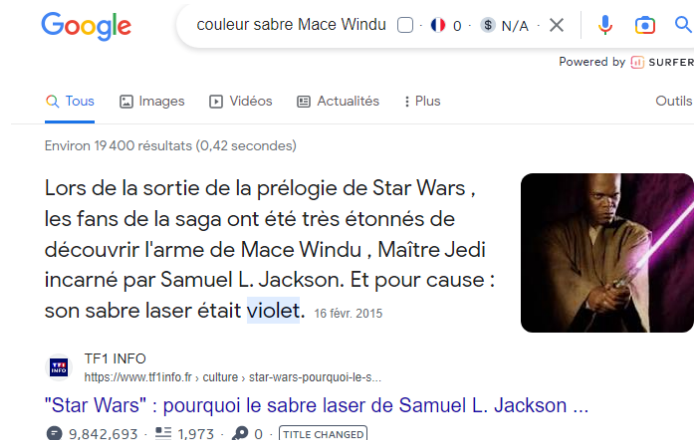 Google
couleur sabre Mace Windu 0 N/A
Powered by SURFER
Tous Images Vidéos Actualités Plus Outils
Environ 19 400 résultats (0,42 secondes)
Lors de la sortie de la prélogie de Star Wars ,
les fans de la saga ont été très étonnés de
découvrir l'arme de Mace Windu , Maître Jedi
incarné par Samuel L. Jackson. Et pour cause :
son sabre laser était violet. 16 févr. 2015
TF1 INFO
TF1 INFO
https://www.tf1info.fr › culture › star-wars-pourquoi-le-s...
"Star Wars" : pourquoi le sabre laser de Samuel L. Jackson ...
9,842,693 · 1,973 · 0 · TITLE CHANGED